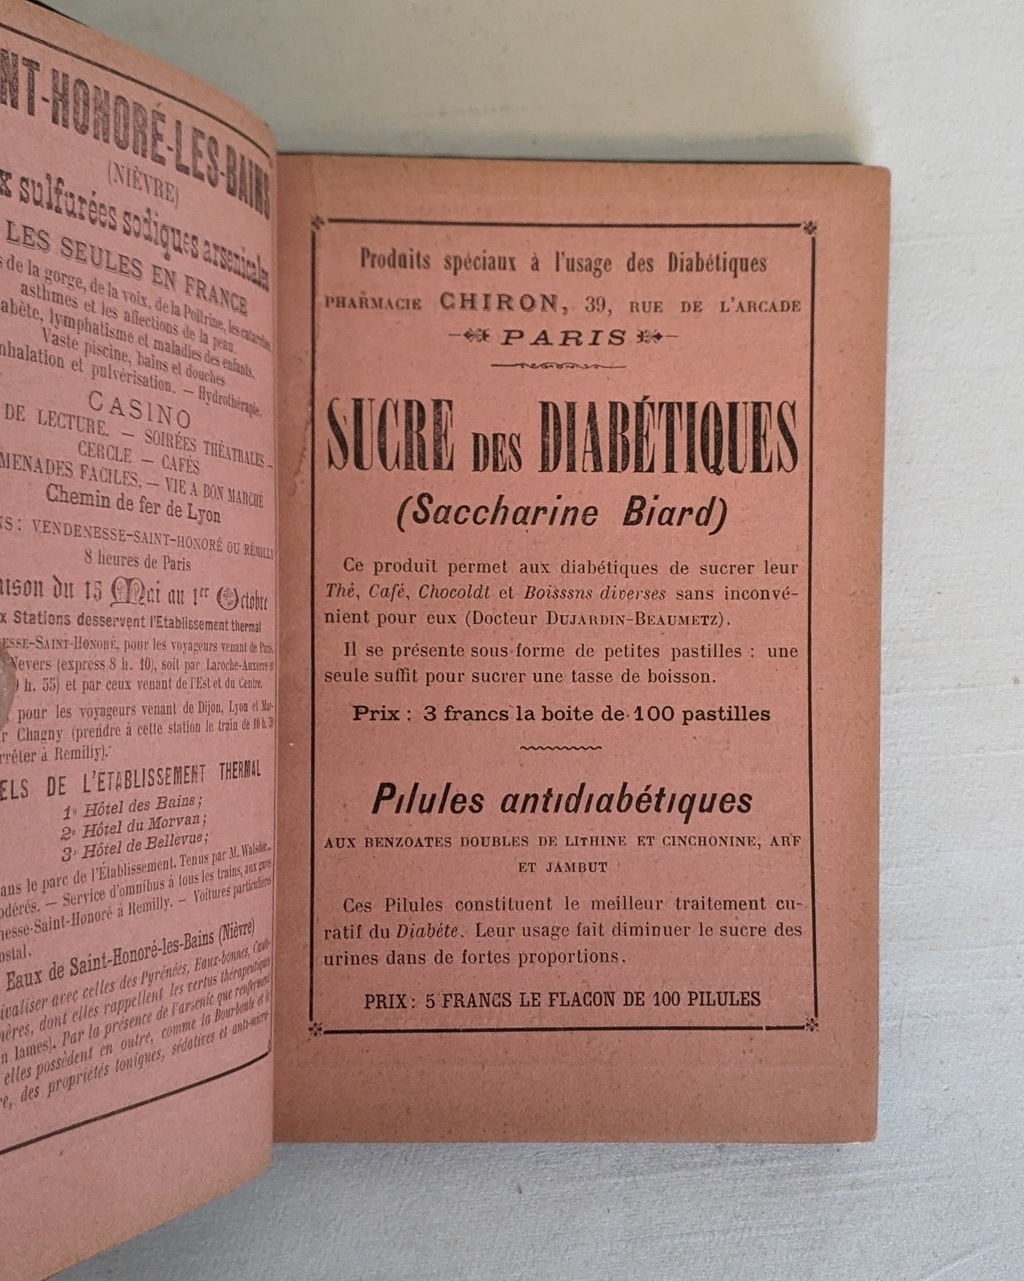 NT-HONORÉ-LES-BAINS
(NIÈVRE)
x sulfurées sodiques arsenicales
LES SEULES EN FRANCE
s de la gorge, de la voix, de la Poitrine, les catarrhes,
asthmes et les affections de la peau,
abète, lymphatisme et maladies des enfants.
Vaste piscine, bains et douches
nhalation et pulvérisation. — Hydrothérapie.
CASINO
DE LECTURE. — SOIRÉES THÉATRALES —
CERCLE — CAFÉS
MENADES FACILES, — VIE A BON MARCHÉ
Chemin de fer de Lyon
NS: VENDENESSE-SAINT-HONORÉ OU RÉMILLY
8 heures de Paris
aison du 15 Mai au 1er Octobre
x Stations desservent l'Etablissement thermal
ESSE-SAINT-HONORÉ, pour les voyageurs venant de Paris,
Nevers (express 8 h. 10), soit par Laroche-Auxerre et
9 h. 55) et par ceux venant de l'Est et du Centre.
, pour les voyageurs venant de Dijon, Lyon et Mar-
r Chagny (prendre à cette station le train de 10 h. 
rrêter à Remilly).
ELS DE L'ÉTABLISSEMENT THERMAL
1º Hôtel des Bains;
2º Hôtel du Morvan;
3º Hôtel de Bellevue;
ans le parc de l'Établissement. Tenus par M.
odérés. — Service d'omnibus à tous les trains, aux gares
nesse-Saint-Honoré à Remilly. — Voitures particulières
ostal.
Eaux de Saint-Honoré-les-Bains (Nièvre)
ivaliser avec celles des Pyrénées, Eaux-bonnes,
ières, dont elles rappellent les vertus thérapeutiques
n lames). Par la présence de l'arsenic que renferment
elles possèdent en outre, comme la Bourboule et le
re, des propriétés toniques, sédatives et
Produits spéciaux à l'usage des Diabétiques
PHARMACIE CHIRON, 39, RUE DE L'ARCADE
PARIS
SUCRE DES DIABÉTIQUES
(Saccharine Biard)
Ce produit permet aux diabétiques de sucrer leur
Thé, Café, Chocoldt et Boisssns diverses sans inconvé-
nient pour eux (Docteur DUJARDIN-BEAUMETZ).
Il se présente sous forme de petites pastilles : une
seule suffit pour sucrer une tasse de boisson.
Prix : 3 francs la boite de 100 pastilles
Pilules antidiabétiques
AUX BENZOATES DOUBLES DE LITHINE ET CINCHONINE, ARF
ET JAMBUT
Ces Pilules constituent le meilleur traitement cu-
ratif du Diabéte. Leur usage fait diminuer le sucre des
urines dans de fortes proportions.
PRIX: 5 FRANCS LE FLACON DE 100 PILULES